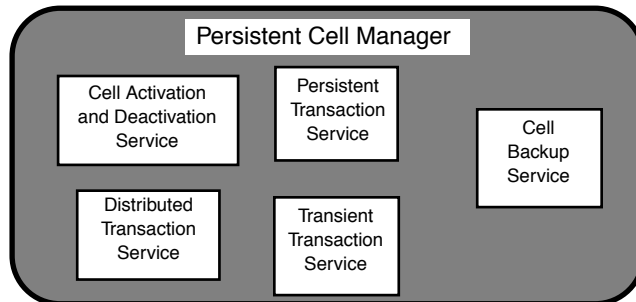 Persistent Cell Manager
Cell Activation
and Deactivation
Service
Persistent
Transaction
Service
Cell
Backup
Service
Distributed
Transaction
Service
Transient
Transaction
Service